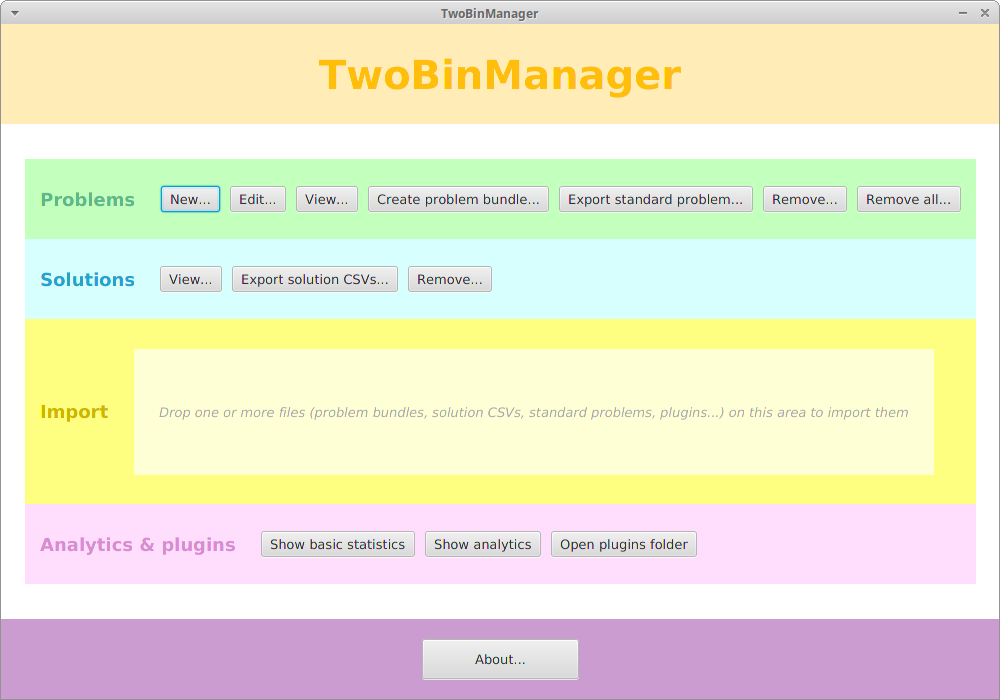 TwoBinManager
TwoBinManager
Problems New... Edit... View... Create problem bundle... Export standard problem... Remove... Remove all...
Solutions View... Export solution CSVs... Remove...
Import Drop one or more files (problem bundles, solution CSVs, standard problems, plugins...) on this area to import them
Analytics & plugins Show basic statistics Show analytics Open plugins folder
About...